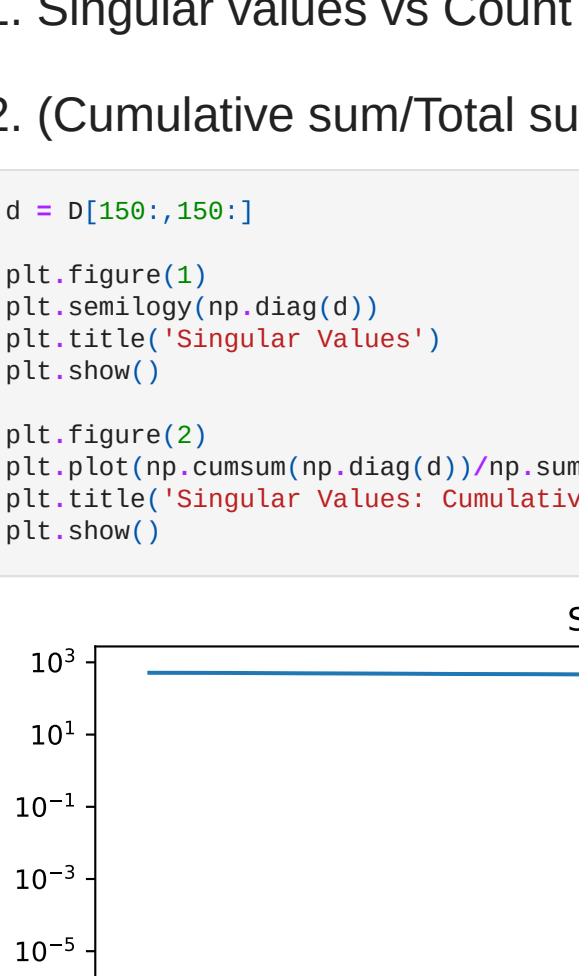 1. Singular values vs Count
2. (Cumulative sum/Total su
d = D[150:,150:]
plt.figure(1)
plt.semilogy(np.diag(d))
plt.title('Singular Values')
plt.show()
plt.figure(2)
plt.plot(np.cumsum(np.diag(d))/np.sum
plt.title('Singular Values: Cumulativ
plt.show()
S
10³
10¹
10⁻¹
10⁻³
10⁻⁵